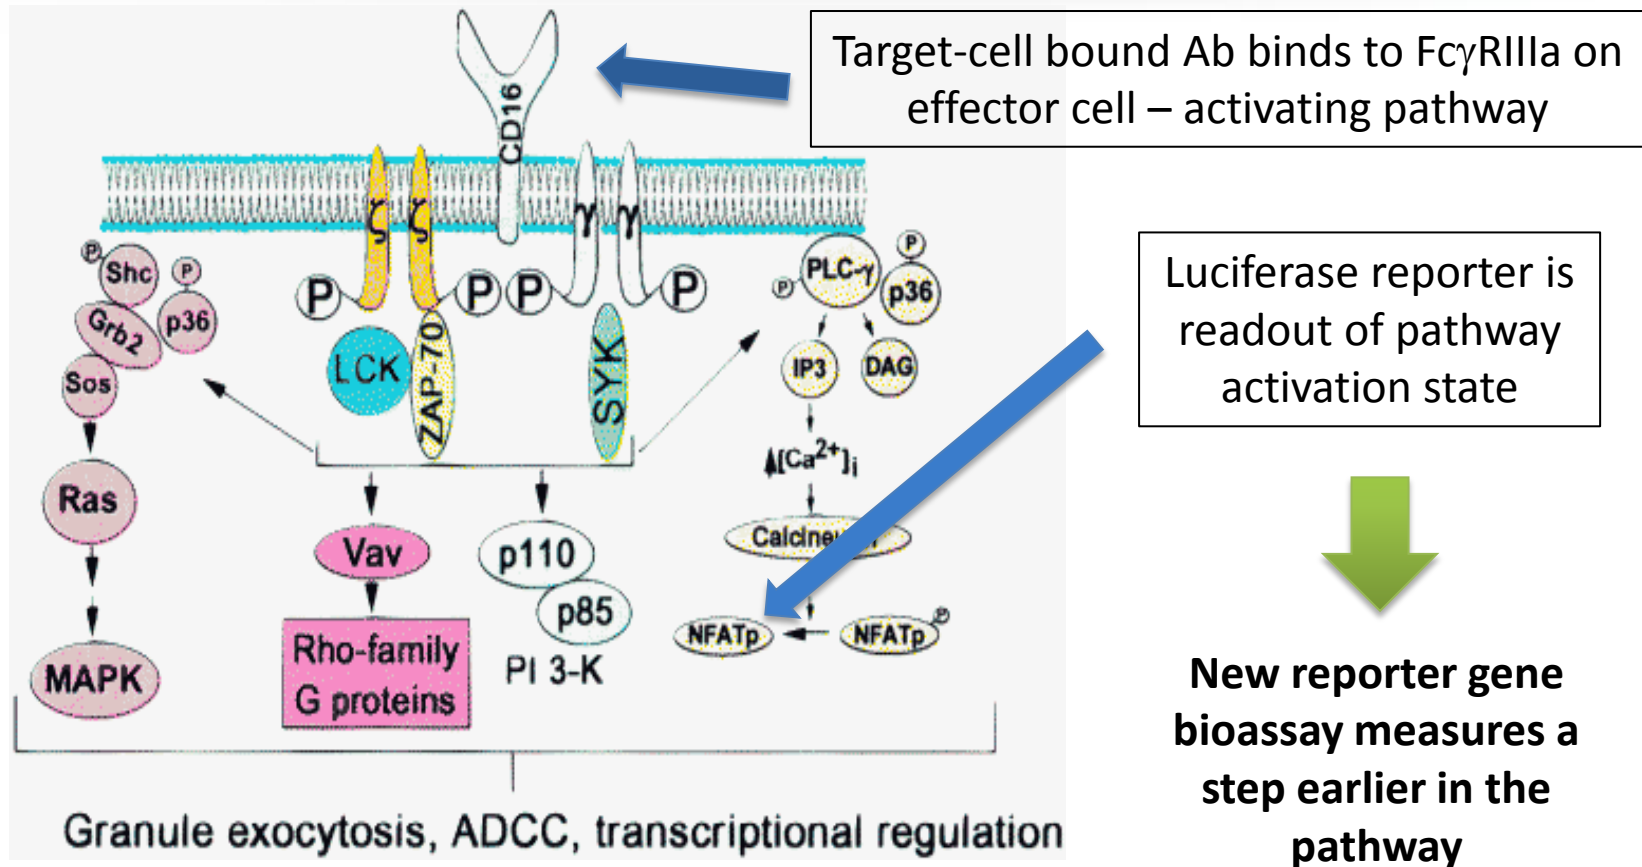 Target-cell bound Ab binds to FcγRIIIa on
effector cell – activating pathway
CD16
ζ
ζ
γ
γ
P
Shc
P
Grb2
p36
Sos
Ras
MAPK
P
P
P
P
LCK
ZAP-70
SYK
Vav
Rho-family
G proteins
p110
p85
PI 3-K
PLC-γ
P
P
p36
IP3
DAG
[Ca2+]i
NFATp
NFATp
P
Granule exocytosis, ADCC, transcriptional regulation
Luciferase reporter is
readout of pathway
activation state
New reporter gene
bioassay measures a
step earlier in the
pathway